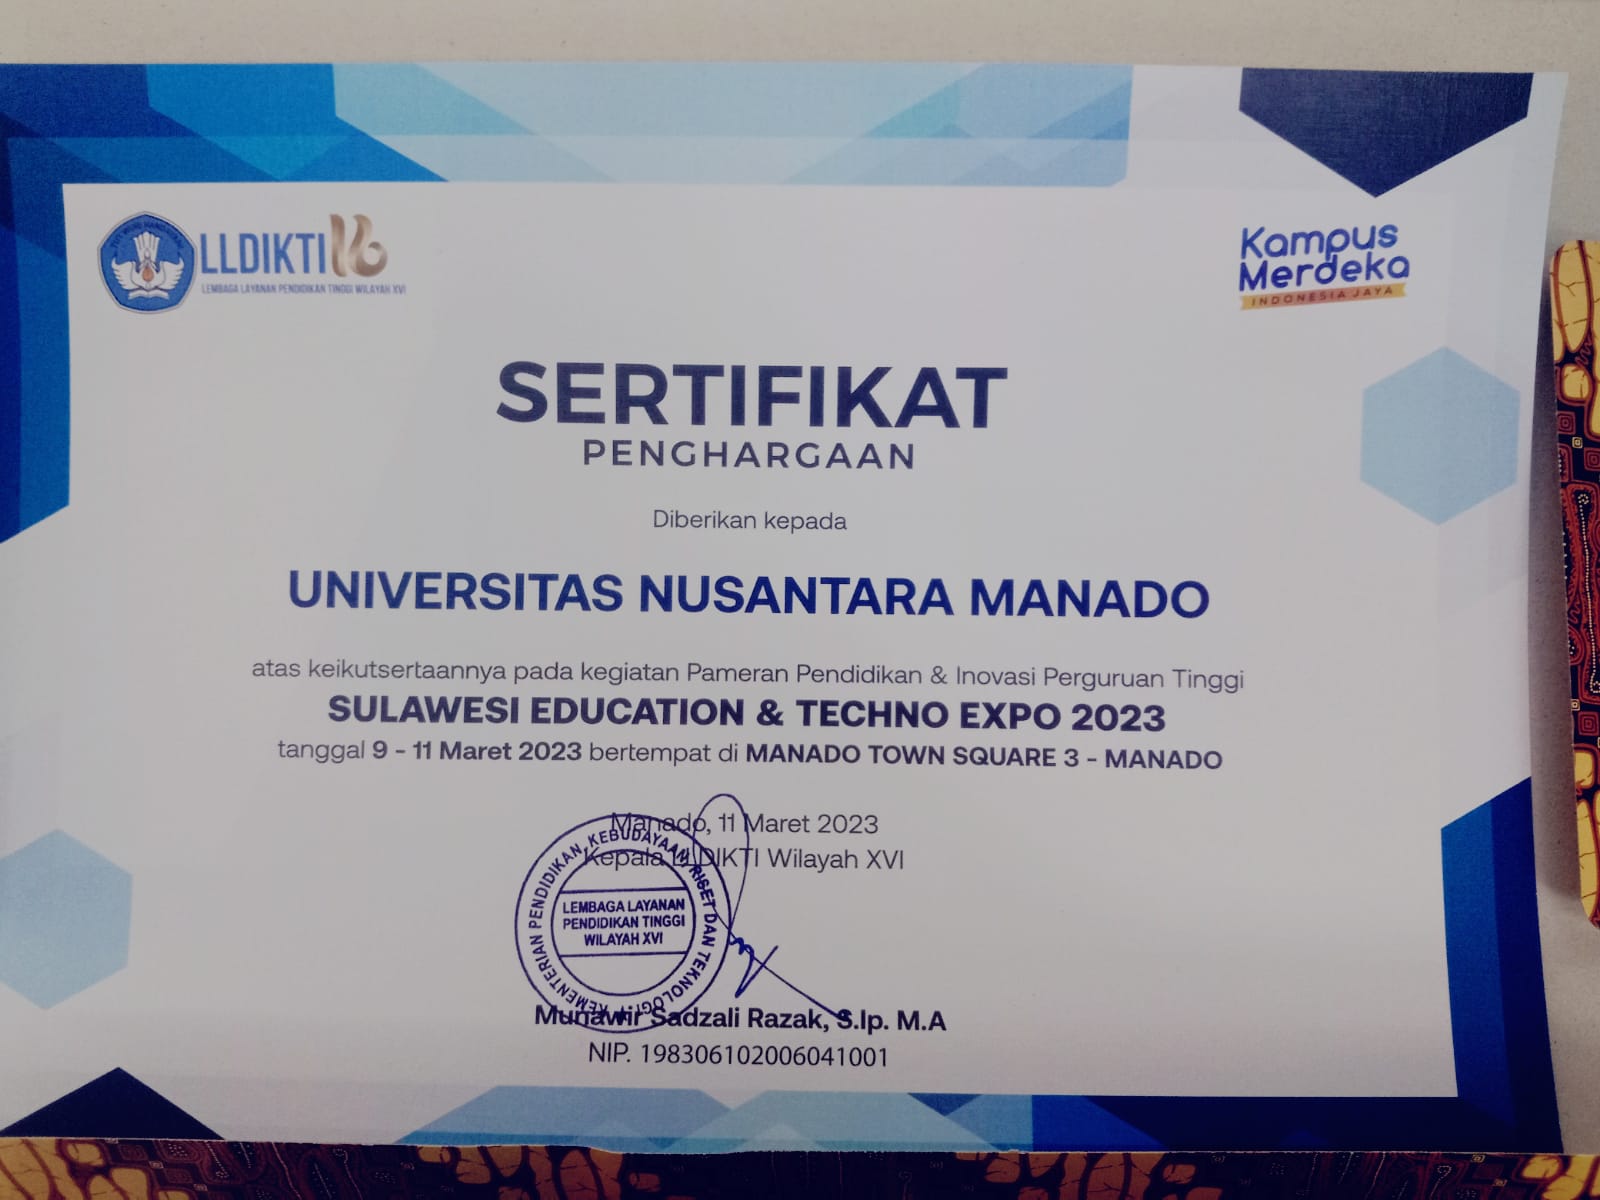 TUT WURI HANDAYANI
LLDIKTI 16
LEMBAGA LAYANAN PENDIDIKAN TINGGI WILAYAH XVI
Kampus
Merdeka
INDONESIA JAYA
SERTIFIKAT
PENGHARGAAN
Diberikan kepada
UNIVERSITAS NUSANTARA MANADO
atas keikutsertaannya pada kegiatan Pameran Pendidikan & Inovasi Perguruan Tinggi
SULAWESI EDUCATION & TECHNO EXPO 2023
tanggal 9 - 11 Maret 2023 bertempat di MANADO TOWN SQUARE 3 - MANADO
Manado, 11 Maret 2023
Kepala LLDIKTI Wilayah XVI
KEMENTERIAN PENDIDIKAN, KEBUDAYAAN, RISET DAN TEKNOLOGI
LEMBAGA LAYANAN
PENDIDIKAN TINGGI
WILAYAH XVI
Munawir Sadzali Razak, S.Ip. M.A
NIP. 198306102006041001